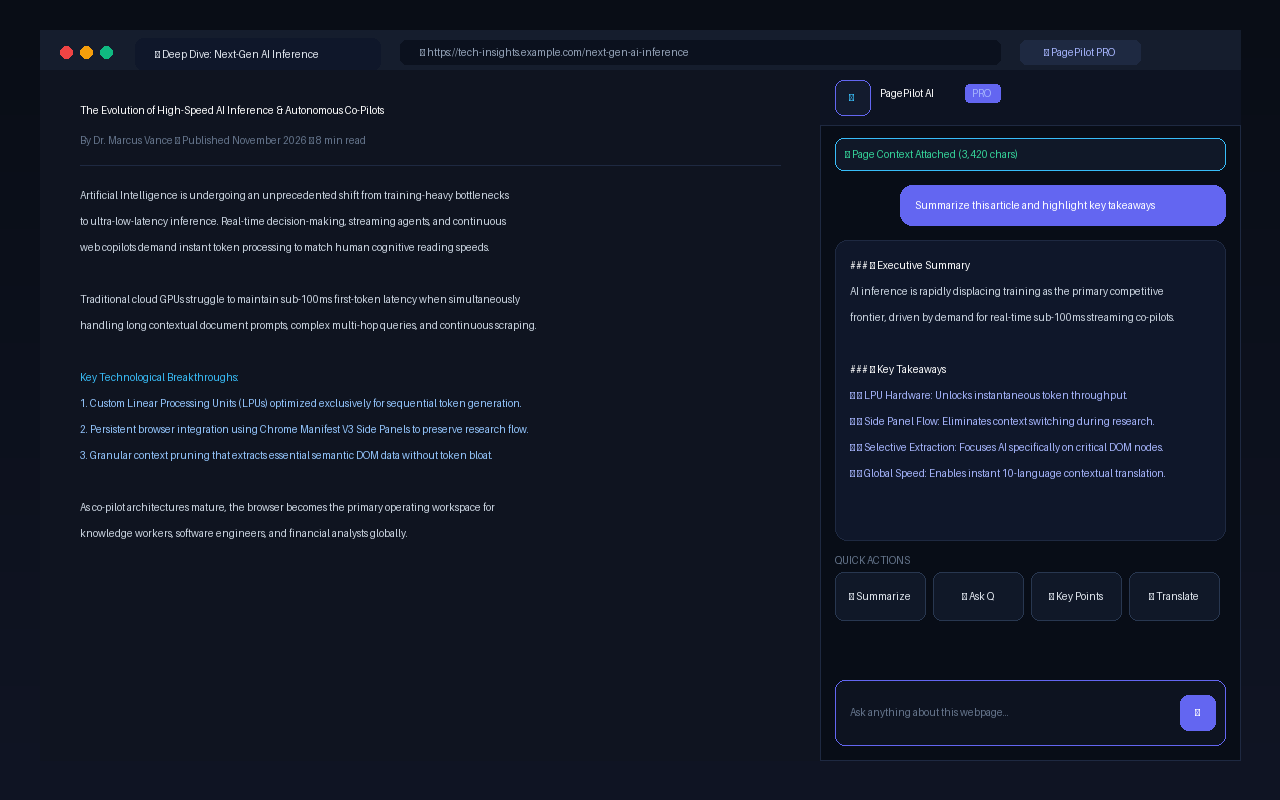 Deep Dive: Next-Gen AI Inference
https://tech-insights.example.com/next-gen-ai-inference
PagePilot PRO
The Evolution of High-Speed AI Inference & Autonomous Co-Pilots
By Dr. Marcus Vance Published November 2026 8 min read
Artificial Intelligence is undergoing an unprecedented shift from training-heavy bottlenecks
to ultra-low-latency inference. Real-time decision-making, streaming agents, and continuous
web copilots demand instant token processing to match human cognitive reading speeds.
Traditional cloud GPUs struggle to maintain sub-100ms first-token latency when simultaneously
handling long contextual document prompts, complex multi-hop queries, and continuous scraping.
Key Technological Breakthroughs:
1. Custom Linear Processing Units (LPUs) optimized exclusively for sequential token generation.
2. Persistent browser integration using Chrome Manifest V3 Side Panels to preserve research flow.
3. Granular context pruning that extracts essential semantic DOM data without token bloat.
As co-pilot architectures mature, the browser becomes the primary operating workspace for
knowledge workers, software engineers, and financial analysts globally.
PagePilot AI
PRO
Page Context Attached (3,420 chars)
Summarize this article and highlight key takeaways
### Executive Summary
AI inference is rapidly displacing training as the primary competitive
frontier, driven by demand for real-time sub-100ms streaming co-pilots.
### Key Takeaways
LPU Hardware: Unlocks instantaneous token throughput.
Side Panel Flow: Eliminates context switching during research.
Selective Extraction: Focuses AI specifically on critical DOM nodes.
Global Speed: Enables instant 10-language contextual translation.
QUICK ACTIONS
Summarize
Ask Q
Key Points
Translate
Ask anything about this webpage...